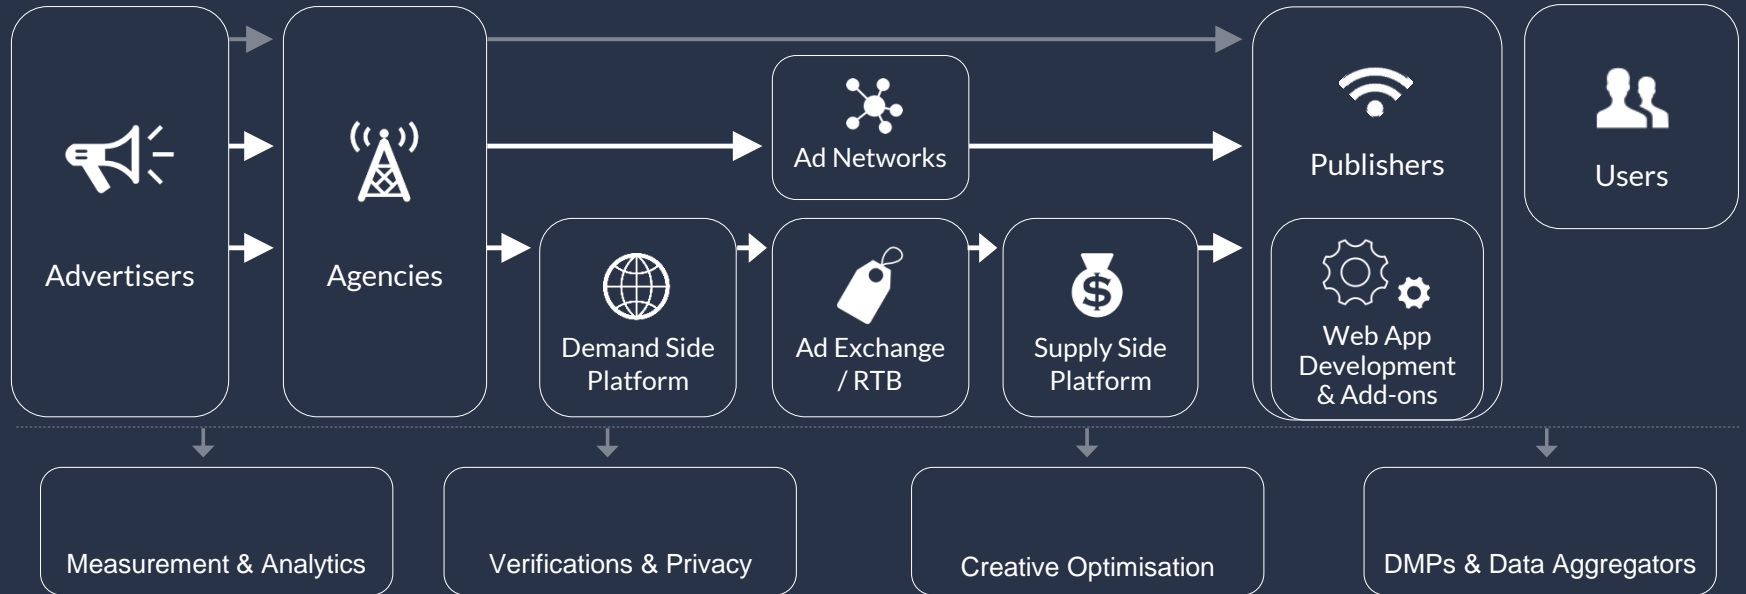 Advertisers
Agencies
Ad Networks
Publishers
Users
Demand Side
Platform
Ad Exchange
/ RTB
Supply Side
Platform
Web App
Development
& Add-ons
Measurement & Analytics
Verifications & Privacy
Creative Optimisation
DMPs & Data Aggregators